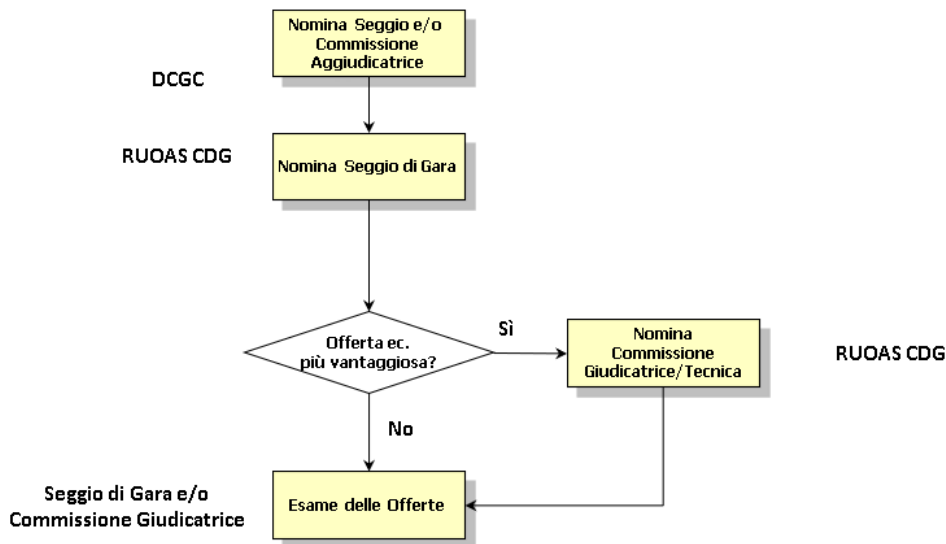 Nomina Seggio e/o
Commissione
Aggiudicatrice
DCGC
RUOAS CDG
Nomina Seggio di Gara
Offerta ec.
più vantaggiosa?
Sì
Nomina
Commissione
Giudicatrice/Tecnica
RUOAS CDG
No
Seggio di Gara e/o
Commissione Giudicatrice
Esame delle Offerte